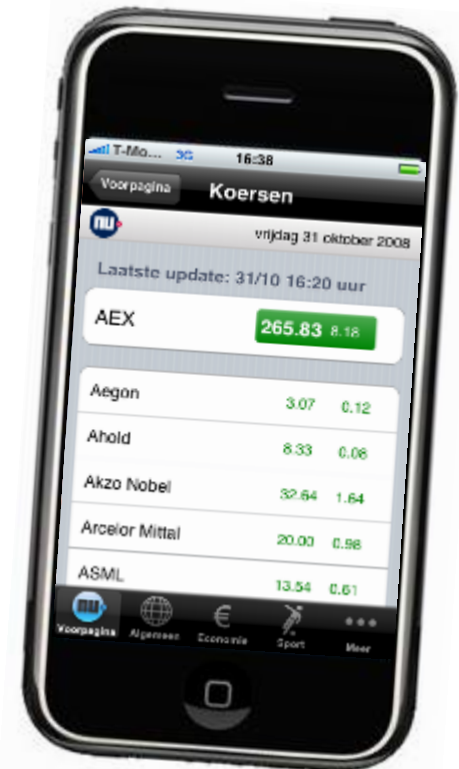 T-Mo... 3G 16:38
Voorpagina Koersen
nu
vrijdag 31 oktober 2008
Laatste update: 31/10 16:20 uur
AEX 265.83 8.18
Aegon 3.07 0.12
Ahold 8.33 0.08
Akzo Nobel 32.64 1.64
Arcelor Mittal 20.00 0.98
ASML 13.54 0.61
nu
Voorpagina Algemeen Economie Sport Meer